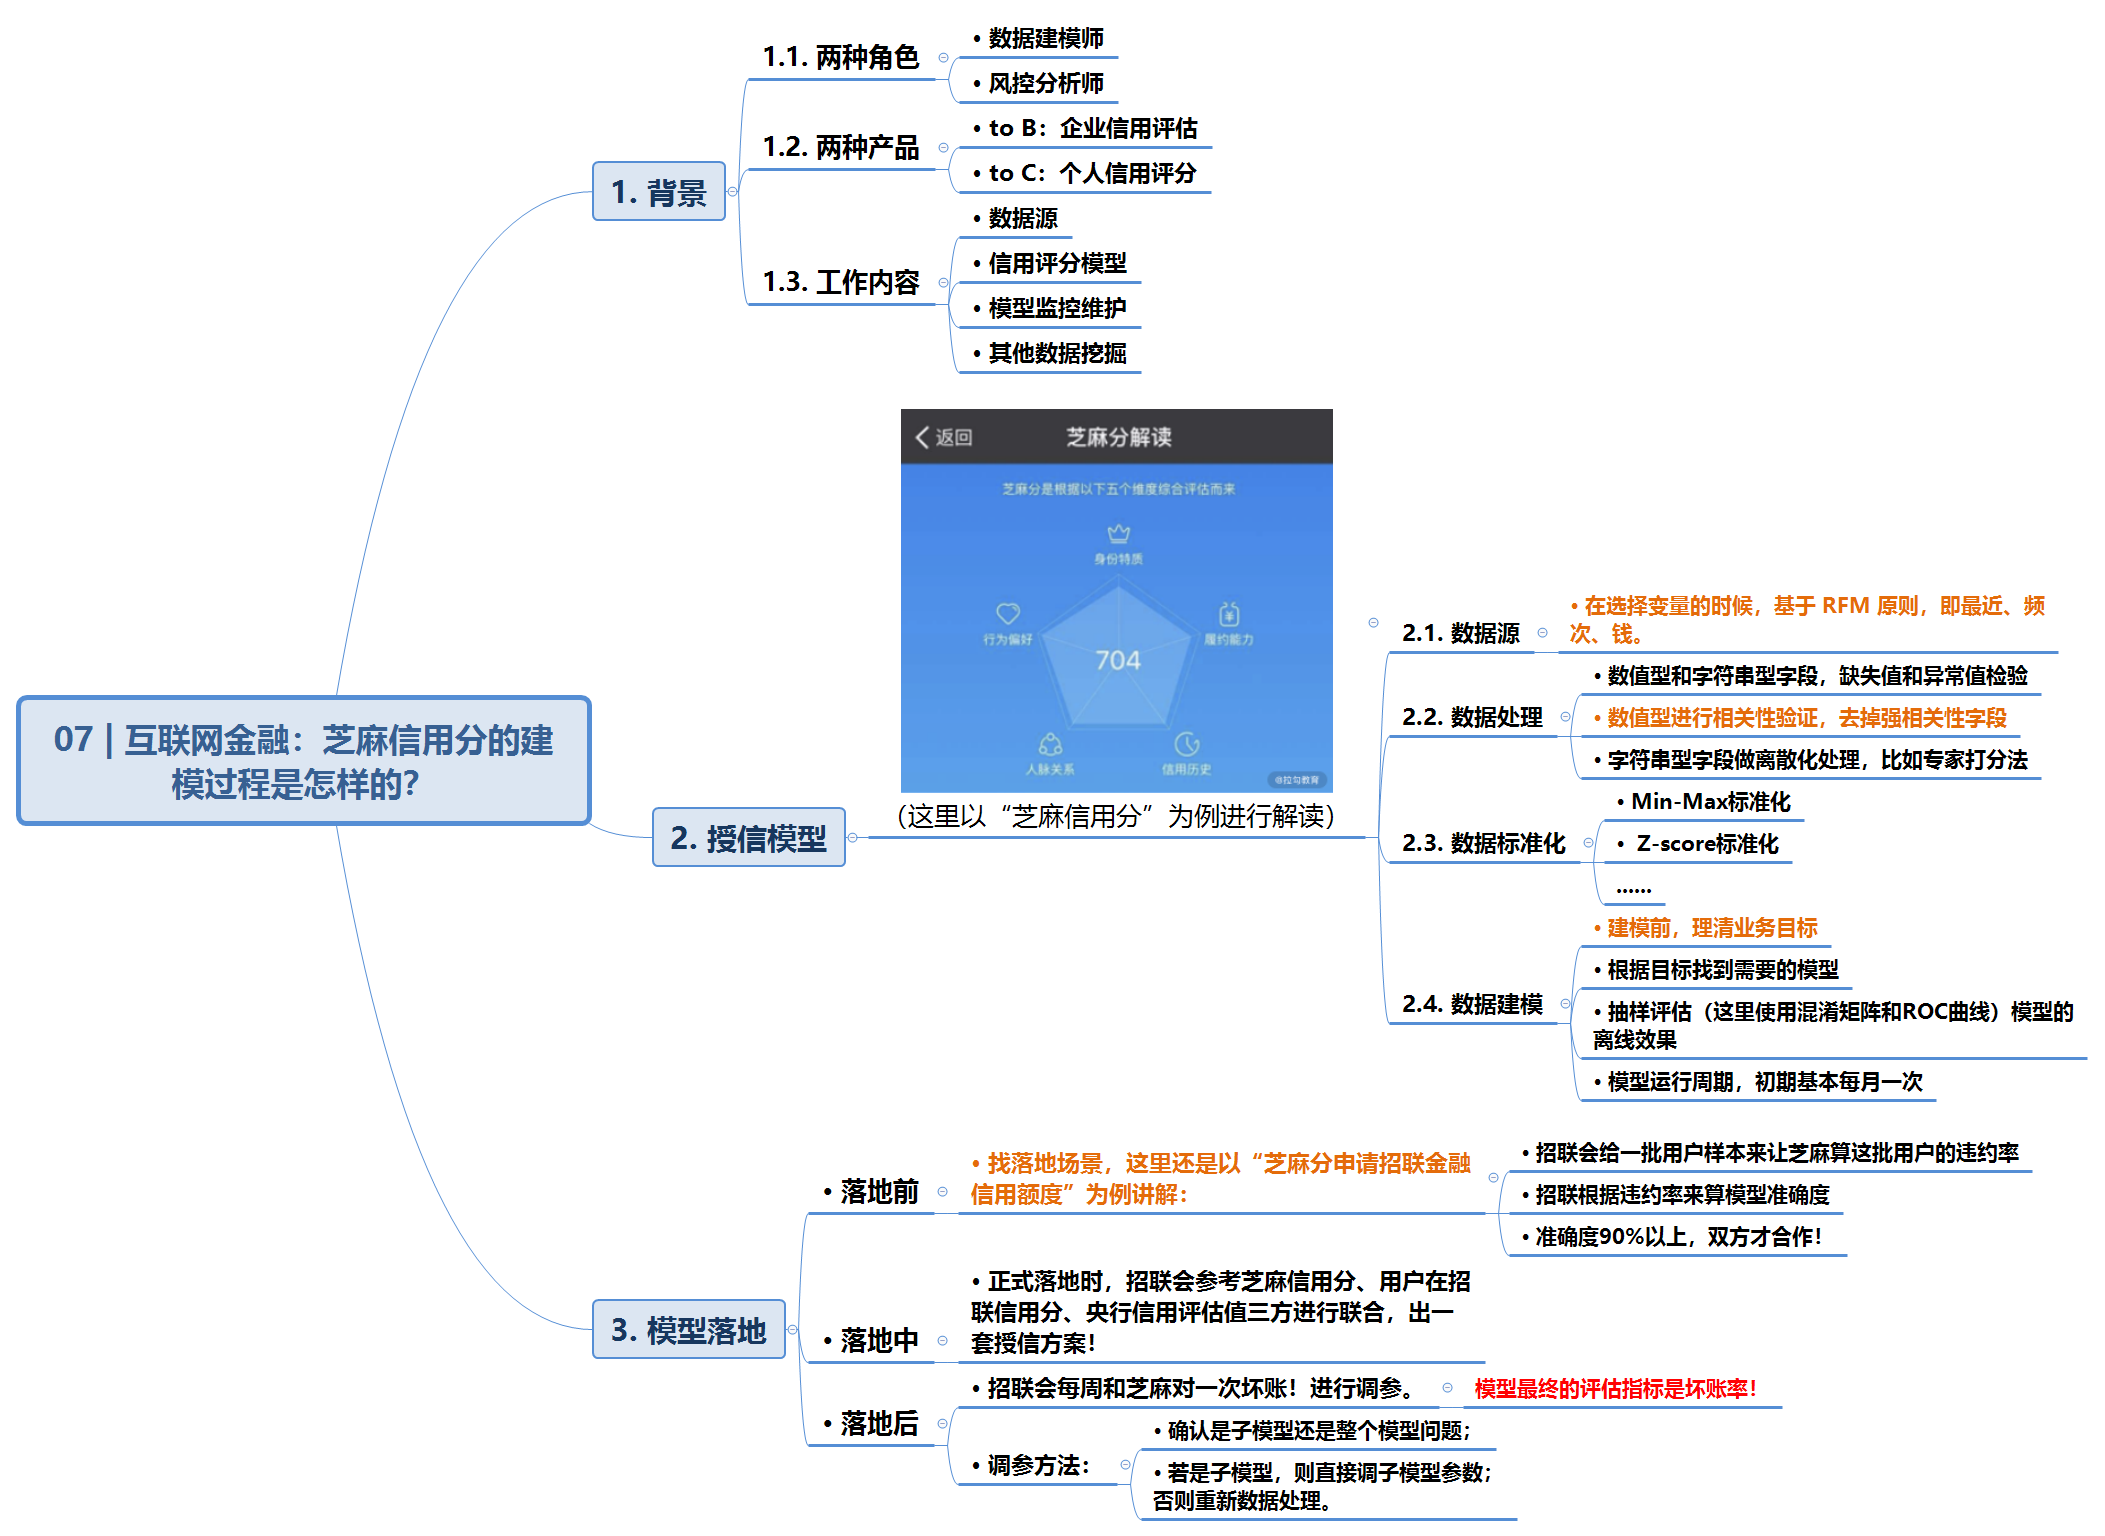 07 | 互联网金融：芝麻信用分的建
模过程是怎样的？
1. 背景
1.1. 两种角色
• 数据建模师
• 风控分析师
1.2. 两种产品
• to B：企业信用评估
• to C：个人信用评分
1.3. 工作内容
• 数据源
• 信用评分模型
• 模型监控维护
• 其他数据挖掘
2. 授信模型
返回
芝麻分解读
芝麻分是根据以下五个维度综合评估而来
身份特质
行为偏好
履约能力
704
人脉关系
信用历史
@拉勾教育
（这里以“芝麻信用分”为例进行解读）
2.1. 数据源
• 在选择变量的时候，基于 RFM 原则，即最近、频
次、钱。
2.2. 数据处理
• 数值型和字符串型字段，缺失值和异常值检验
• 数值型进行相关性验证，去掉强相关性字段
• 字符串型字段做离散化处理，比如专家打分法
2.3. 数据标准化
• Min-Max标准化
• Z-score标准化
......
2.4. 数据建模
• 建模前，理清业务目标
• 根据目标找到需要的模型
• 抽样评估（这里使用混淆矩阵和ROC曲线）模型的
离线效果
• 模型运行周期，初期基本每月一次
3. 模型落地
• 落地前
• 找落地场景，这里还是以“芝麻分申请招联金融
信用额度”为例讲解：
• 招联会给一批用户样本来让芝麻算这批用户的违约率
• 招联根据违约率来算模型准确度
• 准确度90%以上，双方才合作！
• 落地中
• 正式落地时，招联会参考芝麻信用分、用户在招
联信用分、央行信用评估值三方进行联合，出一
套授信方案！
• 落地后
• 招联会每周和芝麻对一次坏账！进行调参。
模型最终的评估指标是坏账率！
• 调参方法：
• 确认是子模型还是整个模型问题；
• 若是子模型，则直接调子模型参数；
否则重新数据处理。